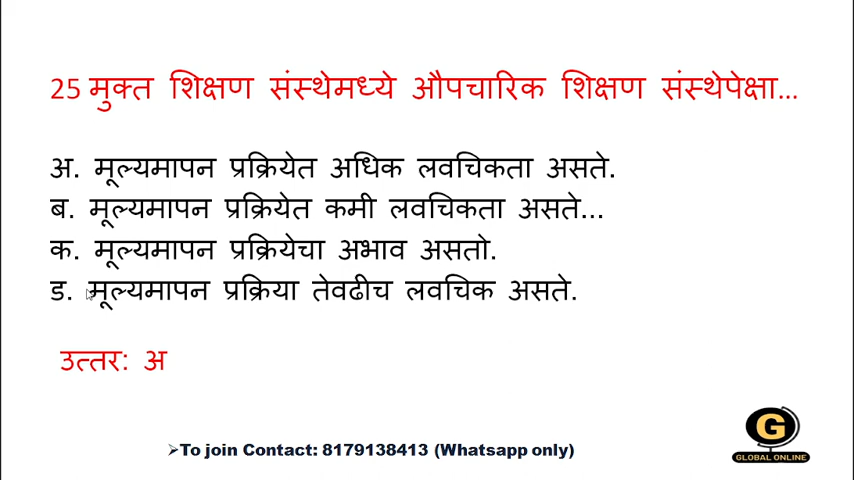 25 मुक्त शिक्षण संस्थेमध्ये औपचारिक शिक्षण संस्थेपेक्षा...
अ. मूल्यमापन प्रक्रियेत अधिक लवचिकता असते.
ब. मूल्यमापन प्रक्रियेत कमी लवचिकता असते...
क. मूल्यमापन प्रक्रियेचा अभाव असतो.
ड. मूल्यमापन प्रक्रिया तेवढीच लवचिक असते.
उत्तर: अ
➢To join Contact: 8179138413 (Whatsapp only)
G
GLOBAL ONLINE